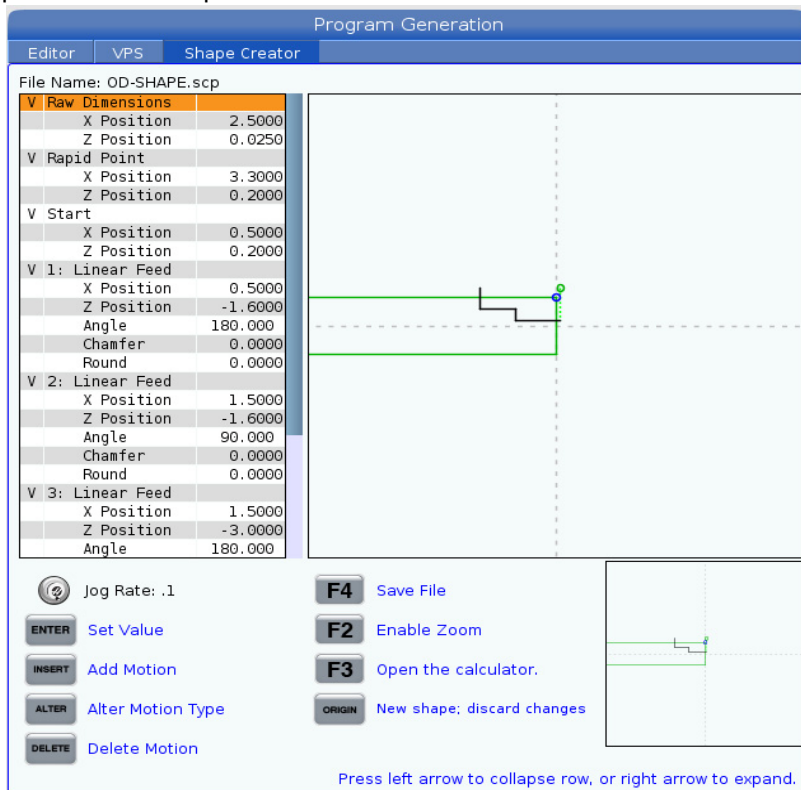 Program Generation
Editor VPS Shape Creator
File Name: OD-SHAPE.scp
V Raw Dimensions
X Position 2.5000
Z Position 0.0250
V Rapid Point
X Position 3.3000
Z Position 0.2000
V Start
X Position 0.5000
Z Position 0.2000
V 1: Linear Feed
X Position 0.5000
Z Position -1.6000
Angle 180.000
Chamfer 0.0000
Round 0.0000
V 2: Linear Feed
X Position 1.5000
Z Position -1.6000
Angle 90.000
Chamfer 0.0000
Round 0.0000
V 3: Linear Feed
X Position 1.5000
Z Position -3.0000
Angle 180.000
Jog Rate: .1
F4 Save File
ENTER Set Value
F2 Enable Zoom
INSERT Add Motion
F3 Open the calculator.
ALTER Alter Motion Type
ORIGIN New shape; discard changes
DELETE Delete Motion
Press left arrow to collapse row, or right arrow to expand.